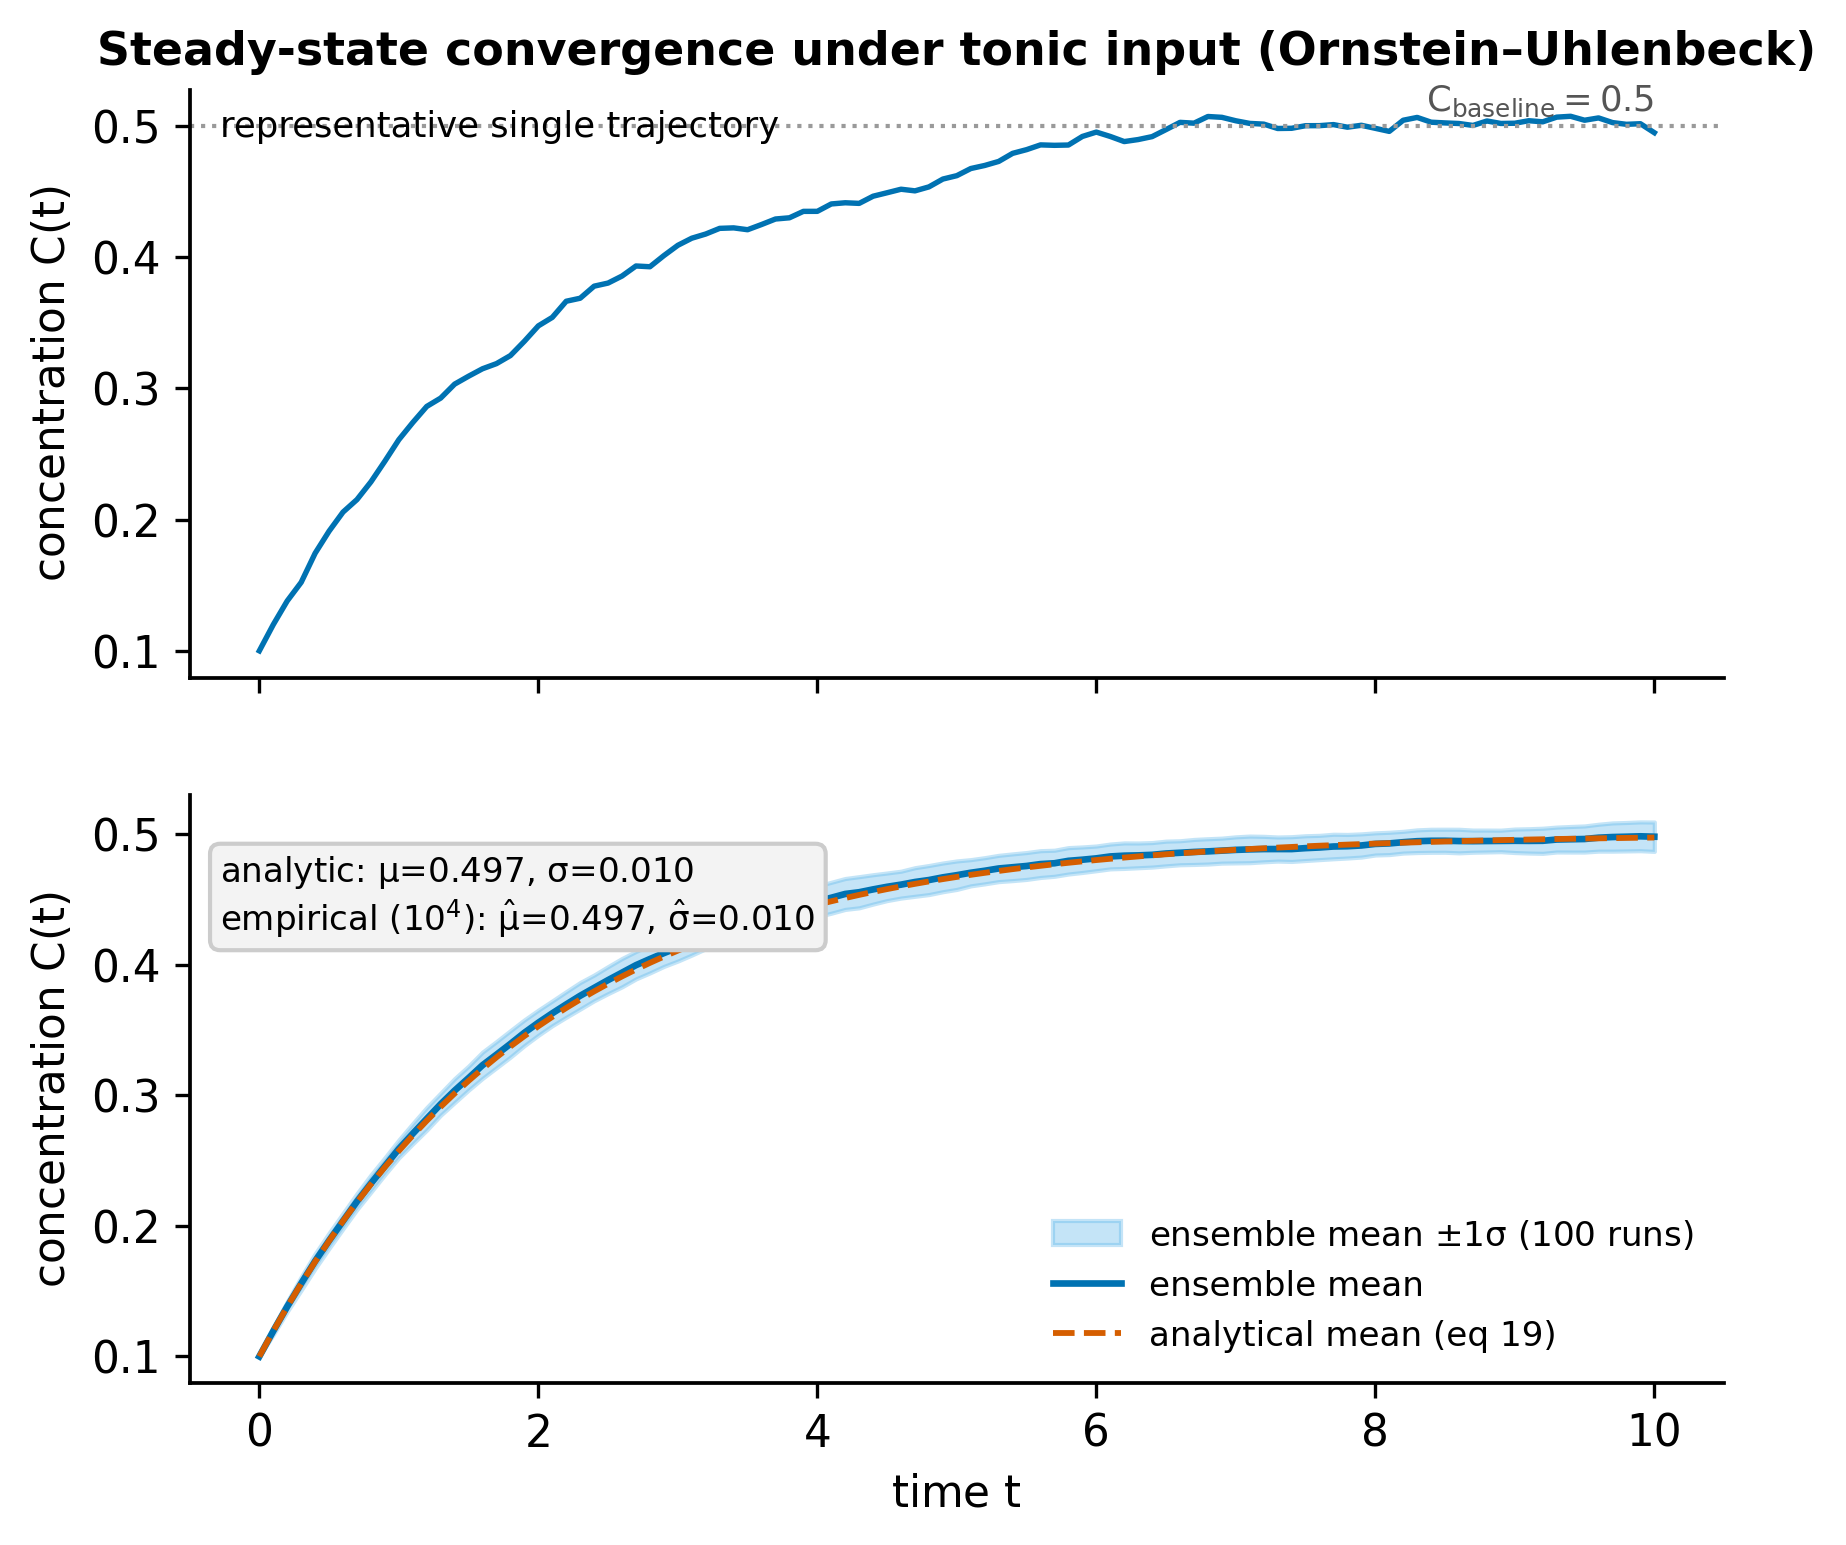 Steady-state convergence under tonic input (Ornstein–Uhlenbeck)
C_baseline = 0.5
representative single trajectory
concentration C(t)
0.5
0.4
0.3
0.2
0.1
analytic: μ=0.497, σ=0.010
empirical (10⁴): μ̂=0.497, σ̂=0.010
concentration C(t)
0.5
0.4
0.3
0.2
0.1
ensemble mean ±1σ (100 runs)
ensemble mean
analytical mean (eq 19)
0 2 4 6 8 10
time t